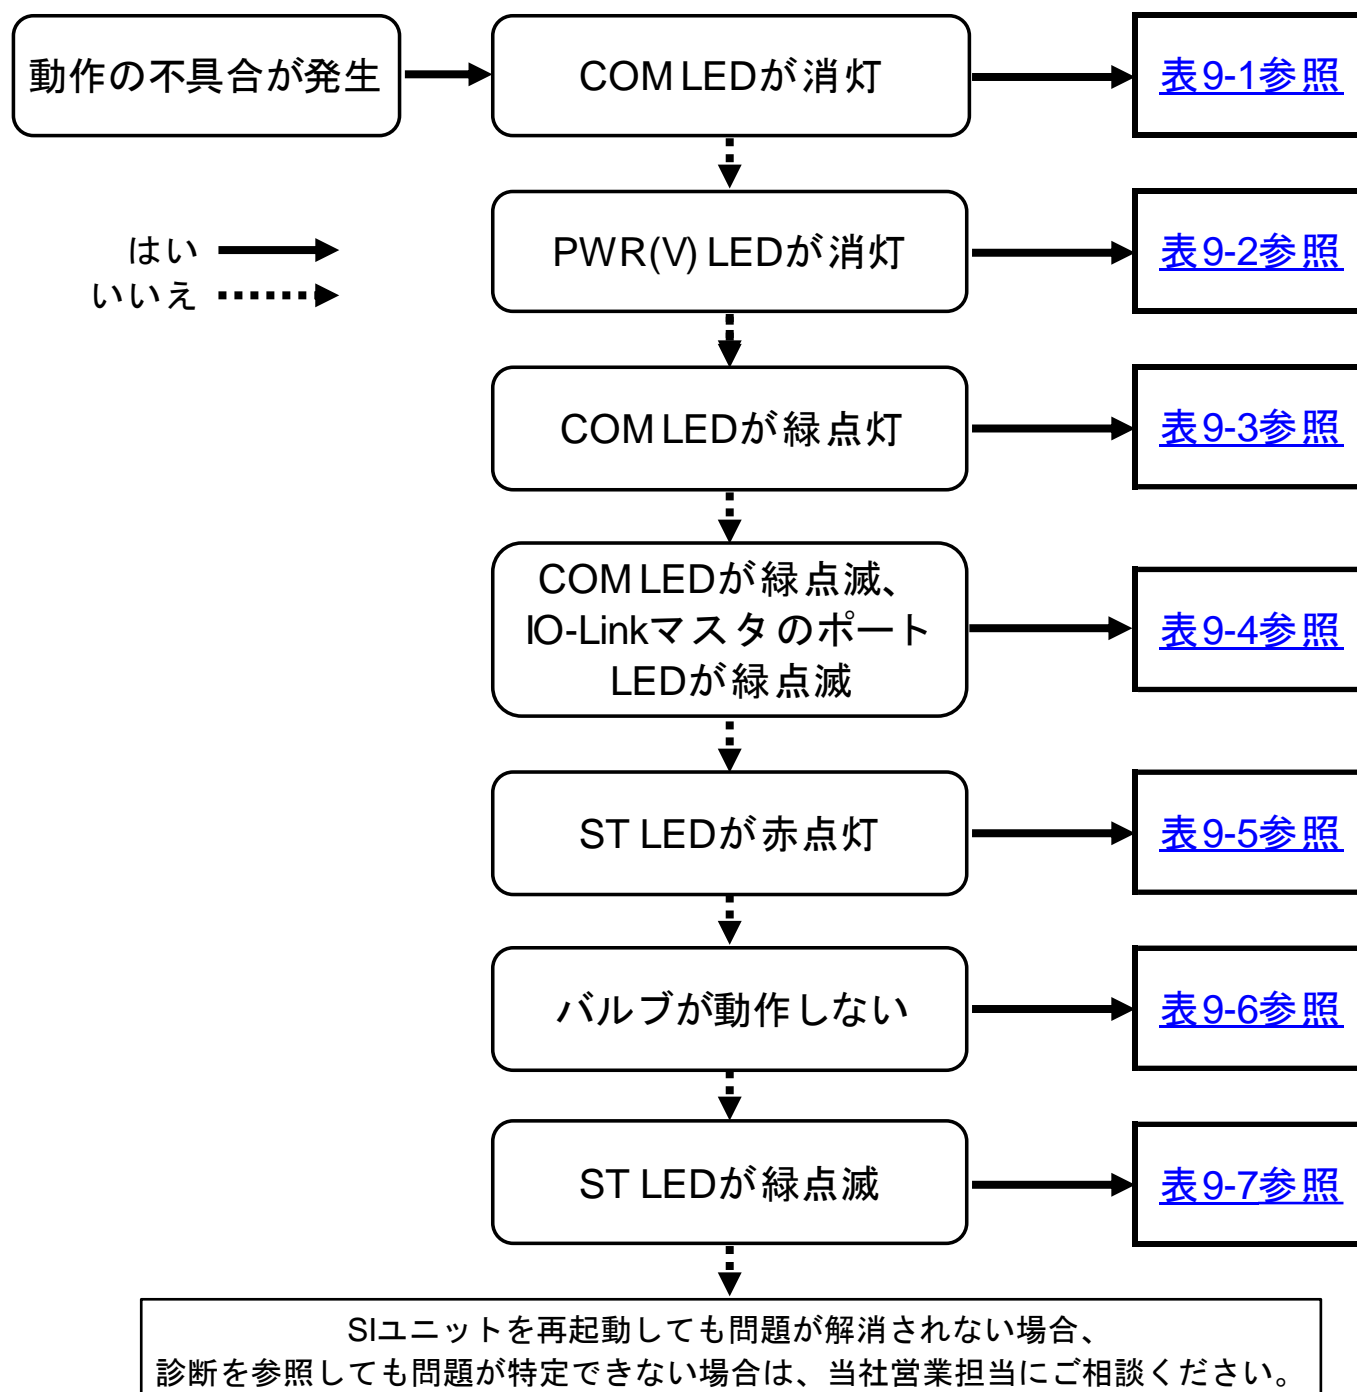 動作の不具合が発生
COM LEDが消灯
表9-1参照
はい
いいえ
PWR(V) LEDが消灯
表9-2参照
COM LEDが緑点灯
表9-3参照
COM LEDが緑点滅、
IO-Linkマスタのポート
LEDが緑点滅
表9-4参照
ST LEDが赤点灯
表9-5参照
バルブが動作しない
表9-6参照
ST LEDが緑点滅
表9-7参照
SIユニットを再起動しても問題が解消されない場合、
診断を参照しても問題が特定できない場合は、当社営業担当にご相談ください。